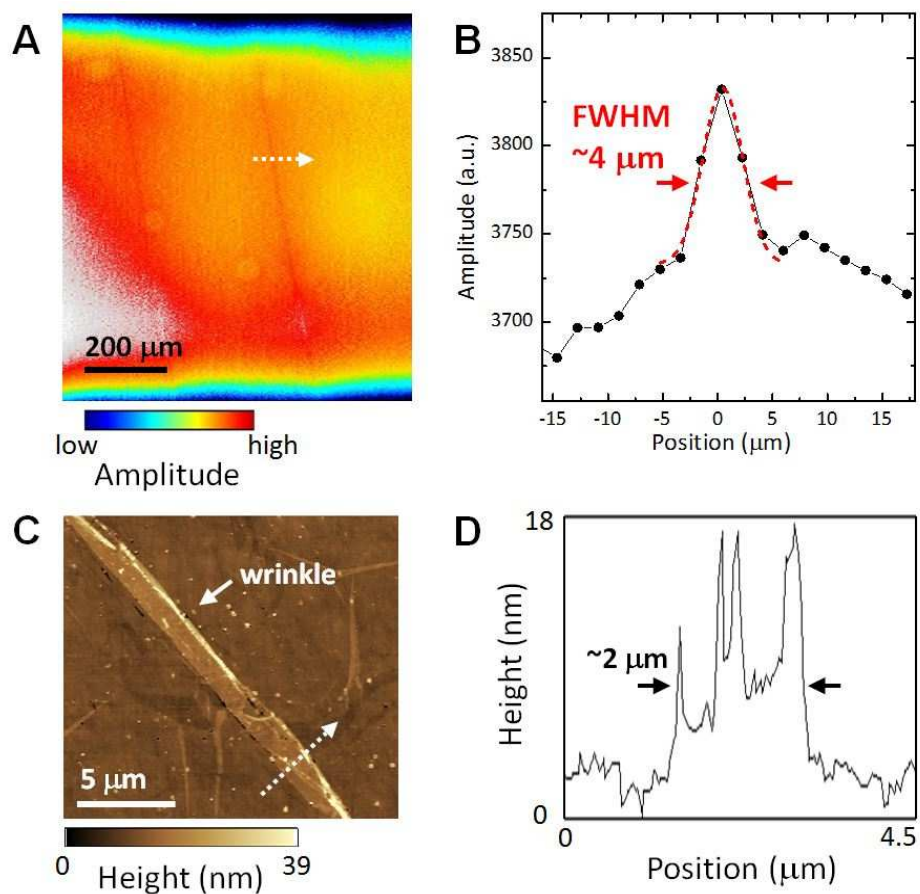 A
200 μm
low
high
Amplitude
B
3850
3800
3750
3700
Amplitude (a.u.)
FWHM
~4 μm
-15
-10
-5
0
5
10
15
Position (μm)
C
wrinkle
5 μm
0
39
Height (nm)
D
18
0
Height (nm)
~2 μm
0
4.5
Position (μm)